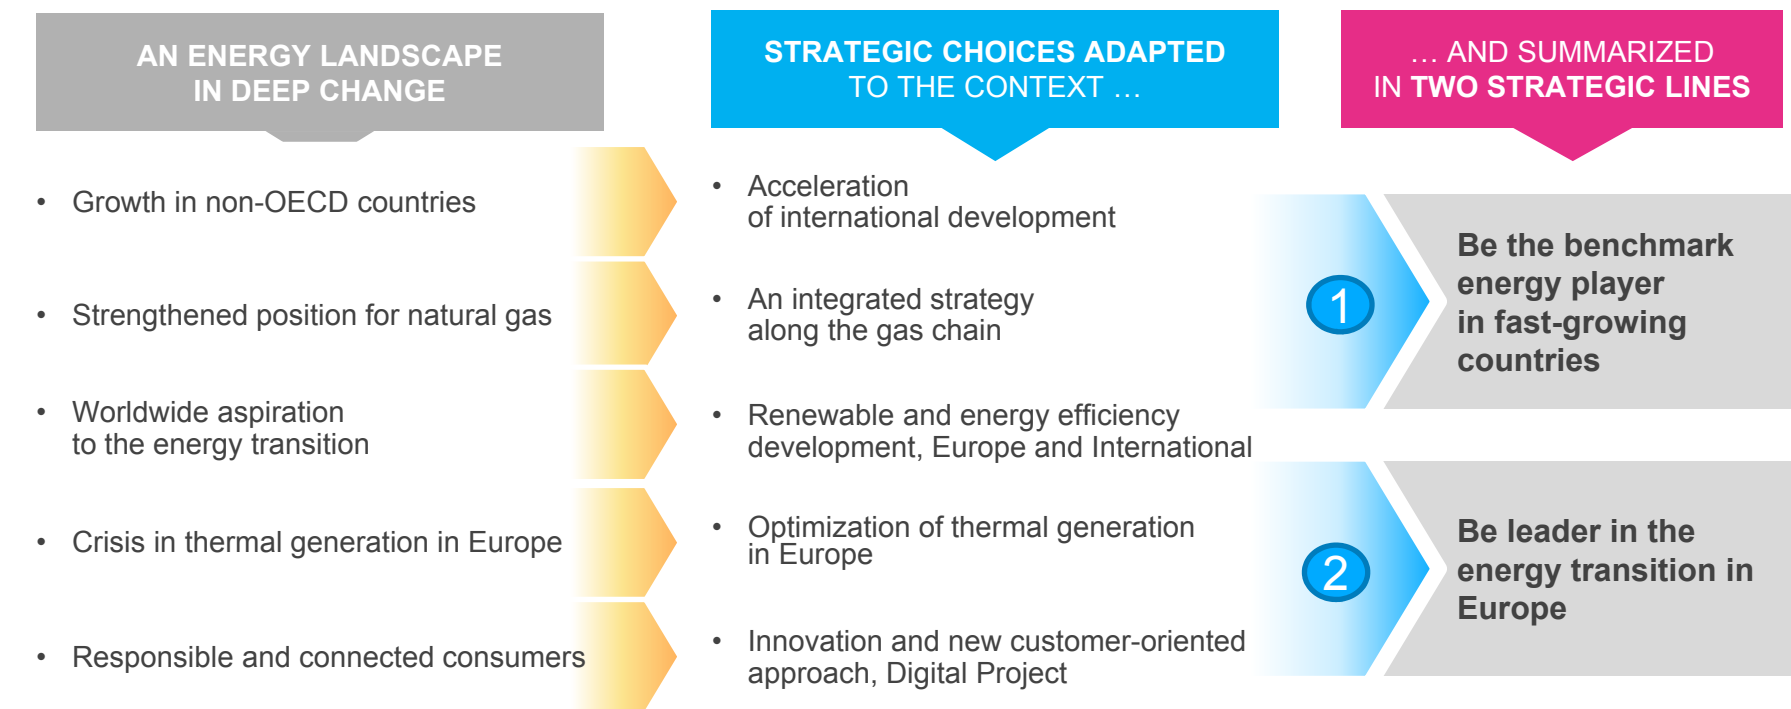 AN ENERGY LANDSCAPE
IN DEEP CHANGE
• Growth in non-OECD countries
• Strengthened position for natural gas
• Worldwide aspiration
to the energy transition
• Crisis in thermal generation in Europe
• Responsible and connected consumers
STRATEGIC CHOICES ADAPTED
TO THE CONTEXT …
• Acceleration
of international development
• An integrated strategy
along the gas chain
• Renewable and energy efficiency
development, Europe and International
• Optimization of thermal generation
in Europe
• Innovation and new customer-oriented
approach, Digital Project
… AND SUMMARIZED
IN TWO STRATEGIC LINES
1
Be the benchmark
energy player
in fast-growing
countries
2
Be leader in the
energy transition in
Europe